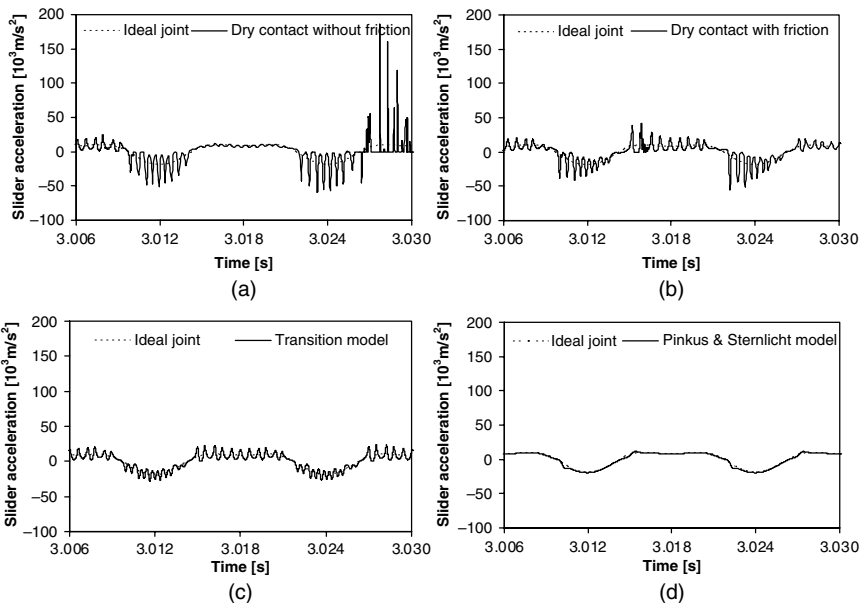 Slider acceleration [10³m/s²]
200
150
100
50
0
−50
−100
Ideal joint
Dry contact without friction
3.006 3.012 3.018 3.024 3.030
Time [s]
(a)
Slider acceleration [10³m/s²]
200
150
100
50
0
−50
−100
Ideal joint
Dry contact with friction
3.006 3.012 3.018 3.024 3.030
Time [s]
(b)
Slider acceleration [10³m/s²]
200
150
100
50
0
−50
−100
Ideal joint
Transition model
3.006 3.012 3.018 3.024 3.030
Time [s]
(c)
Slider acceleration [10³m/s²]
200
150
100
50
0
−50
−100
Ideal joint
Pinkus & Sternlicht model
3.006 3.012 3.018 3.024 3.030
Time [s]
(d)